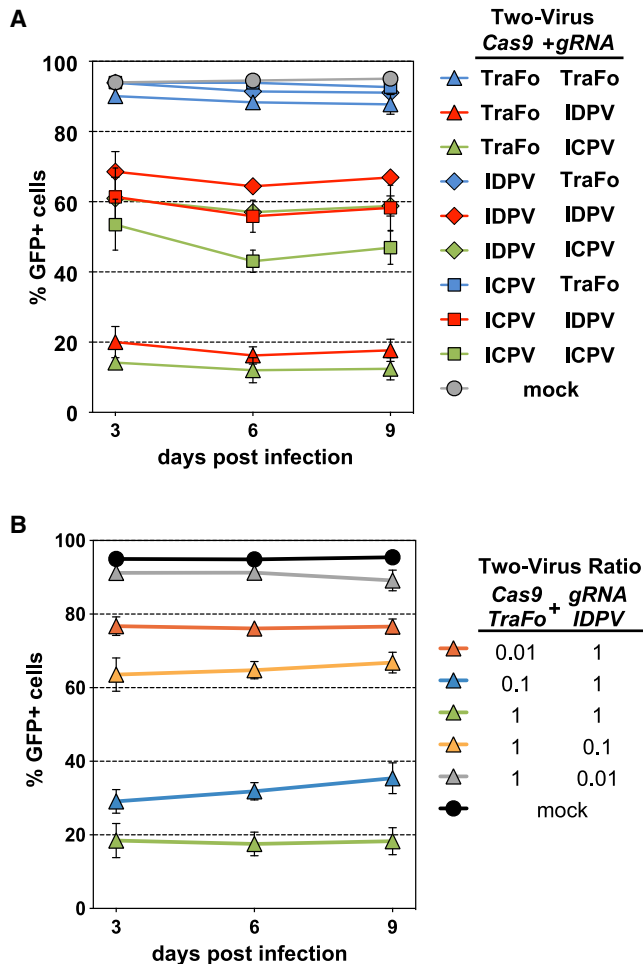 A
Two-Virus
Cas9 +gRNA
100
80
60
40
20
0
% GFP+ cells
3 6 9
days post infection
TraFo TraFo
TraFo IDPV
TraFo ICPV
IDPV TraFo
IDPV IDPV
IDPV ICPV
ICPV TraFo
ICPV IDPV
ICPV ICPV
mock
B
100
80
60
40
20
0
% GFP+ cells
3 6 9
days post infection
Two-Virus Ratio
Cas9 gRNA
TraFo + IDPV
0.01 1
0.1 1
1 1
1 0.1
1 0.01
mock